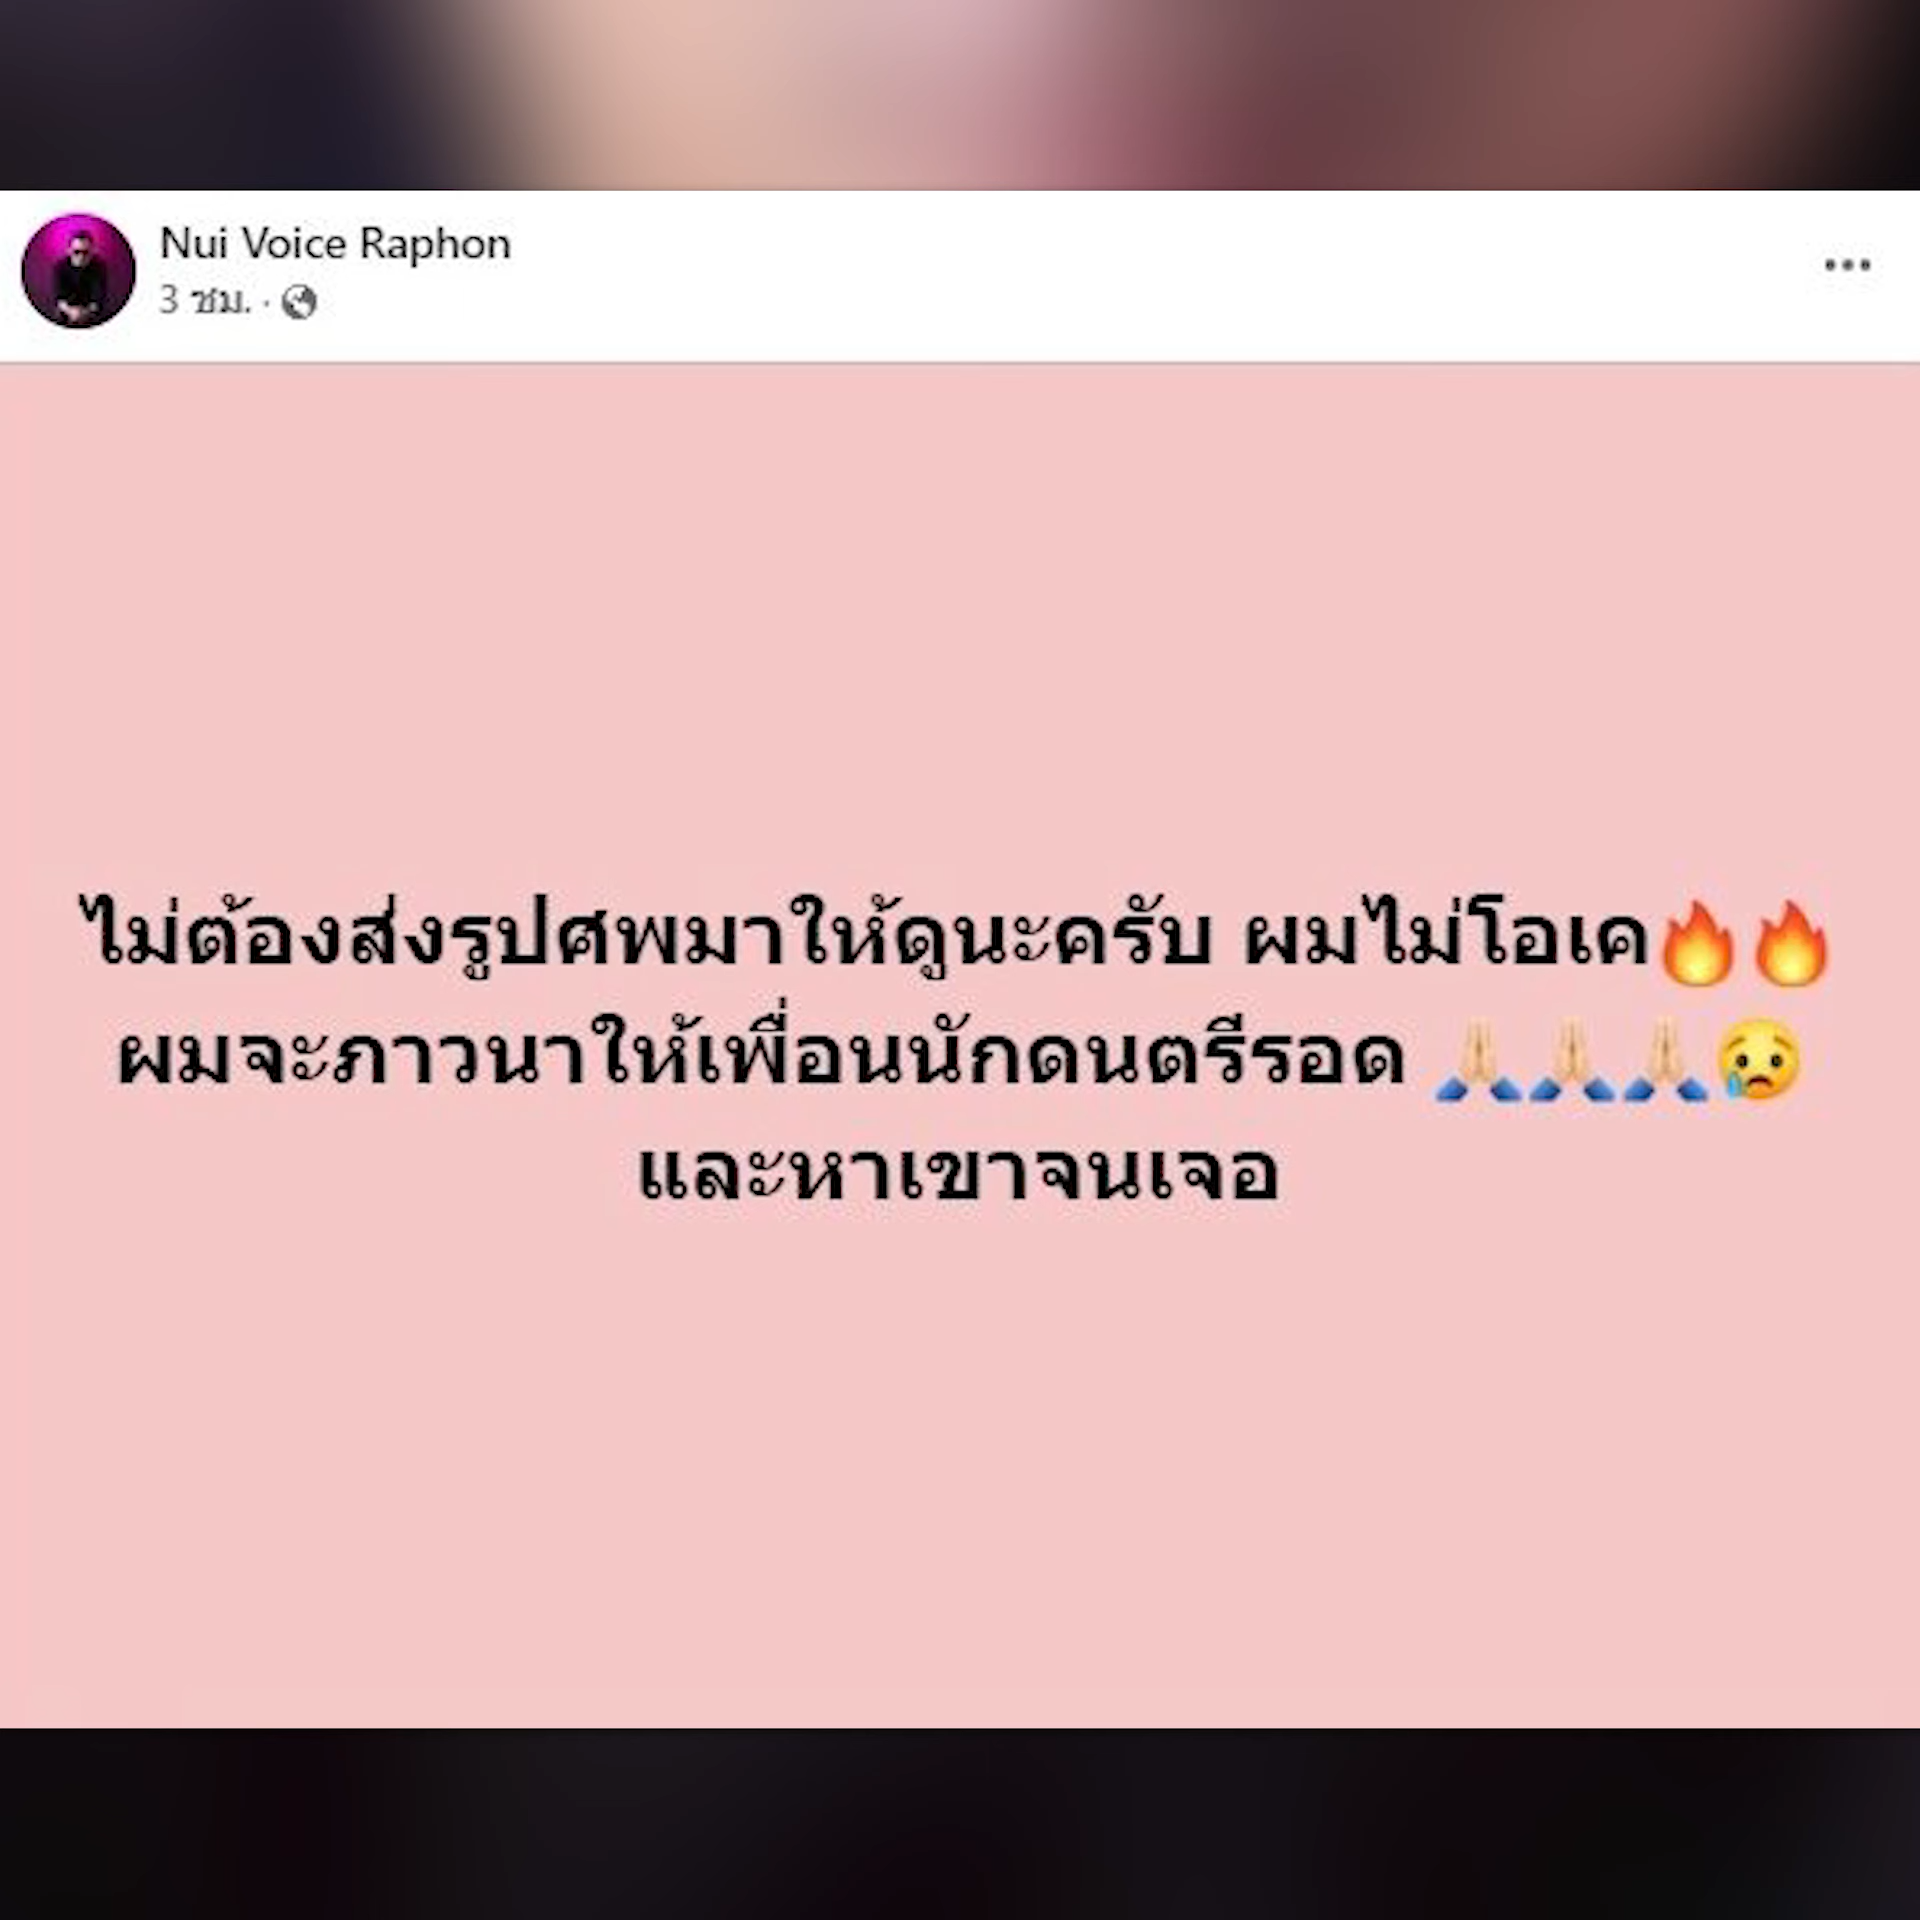 Nui Voice Raphon
3 ชม. ·
ไม่ต้องส่งรูปศพมาให้ดูนะครับ ผมไม่โอเค🔥🔥
ผมจะภาวนาให้เพื่อนนักดนตรีรอด 🙏🏻🙏🏻🙏🏻😢
และหาเขาจนเจอ